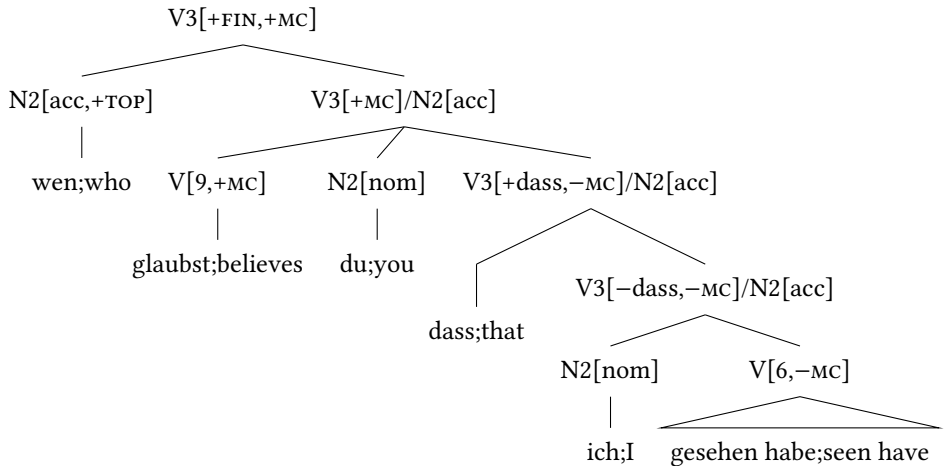 V3[+FIN,+MC]
N2[acc,+TOP] V3[+MC]/N2[acc]
wen;who V[9,+MC] N2[nom] V3[+dass,−MC]/N2[acc]
glaubst;believes du;you
V3[−dass,−MC]/N2[acc]
dass;that
N2[nom] V[6,−MC]
ich;I gesehen habe;seen have